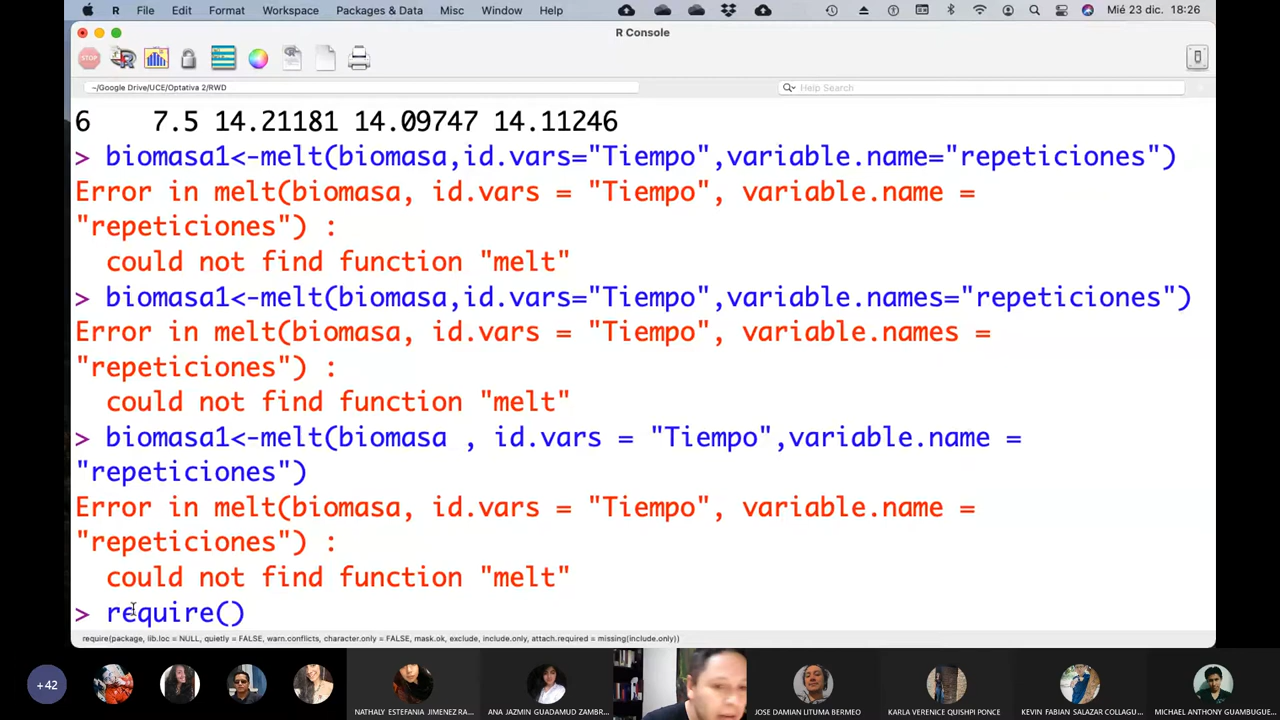 R File Edit Format Workspace Packages & Data Misc Window Help Mié 23 dic. 18:26
R Console
STOP
~/Google Drive/UCE/Optativa 2/RWD Help Search
6 7.5 14.21181 14.09747 14.11246
> biomasa1<-melt(biomasa,id.vars="Tiempo",variable.name="repeticiones")
Error in melt(biomasa, id.vars = "Tiempo", variable.name =
"repeticiones") :
could not find function "melt"
> biomasa1<-melt(biomasa,id.vars="Tiempo",variable.names="repeticiones")
Error in melt(biomasa, id.vars = "Tiempo", variable.names =
"repeticiones") :
could not find function "melt"
> biomasa1<-melt(biomasa , id.vars = "Tiempo",variable.name =
"repeticiones")
Error in melt(biomasa, id.vars = "Tiempo", variable.name =
"repeticiones") :
could not find function "melt"
> require()
require(package, lib.loc = NULL, quietly = FALSE, warn.conflicts, character.only = FALSE, mask.ok, exclude, include.only, attach.required = missing(include.only))
+42
NATHALY ESTEFANIA JIMENEZ RA... ANA JAZMIN GUADAMUD ZAMBR... JOSE DAMIAN LITUMA BERMEO KARLA VERENICE QUISHPI PONCE KEVIN FABIAN SALAZAR COLLAGU... MICHAEL ANTHONY GUAMBUGUE...